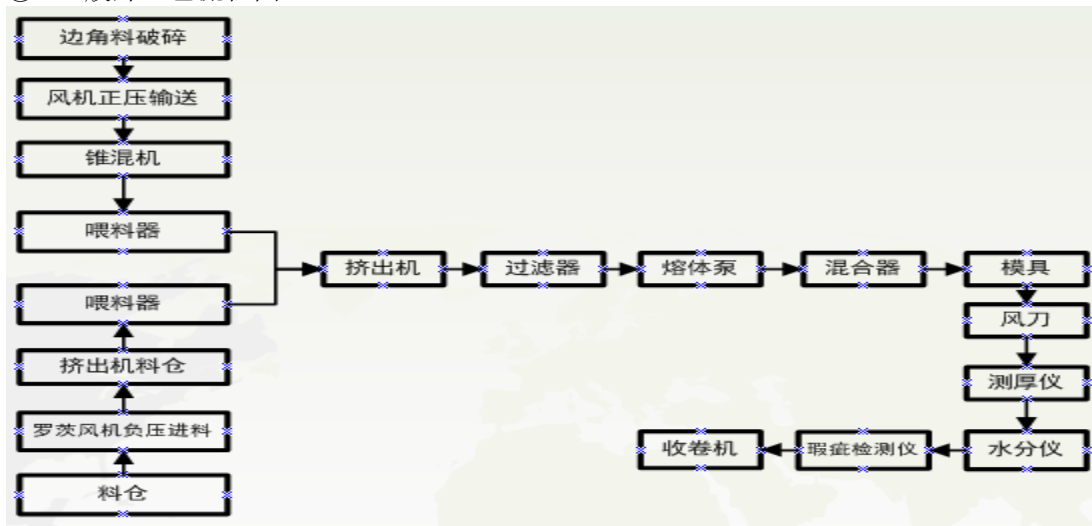 边角料破碎
风机正压输送
锥混机
喂料器
喂料器
挤出机料仓
罗茨风机负压进料
料仓
挤出机
过滤器
熔体泵
混合器
模具
风刀
测厚仪
水分仪
瑕疵检测仪
收卷机